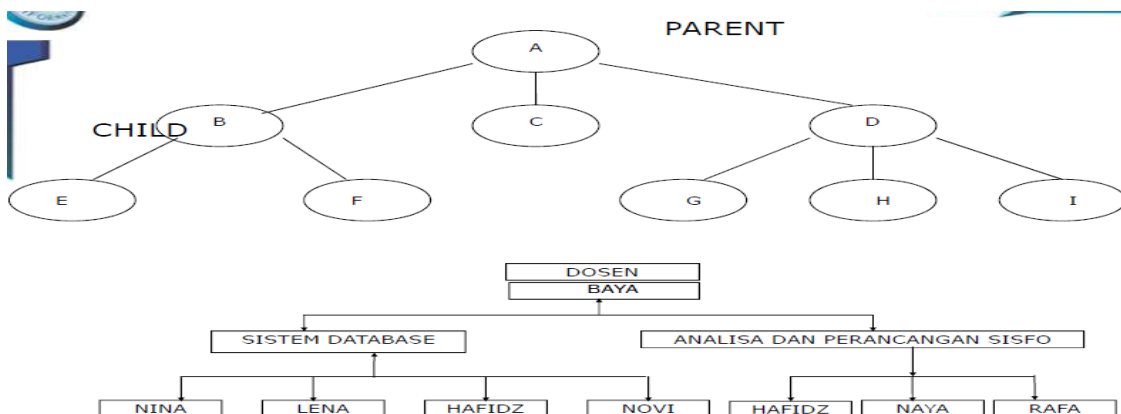 PARENT
A
B
C
D
CHILD
E
F
G
H
I
DOSEN
BAYA
SISTEM DATABASE
ANALISA DAN PERANCANGAN SISFO
NINA
LENA
HAFIDZ
NOVI
HAFIDZ
NAYA
RAFA